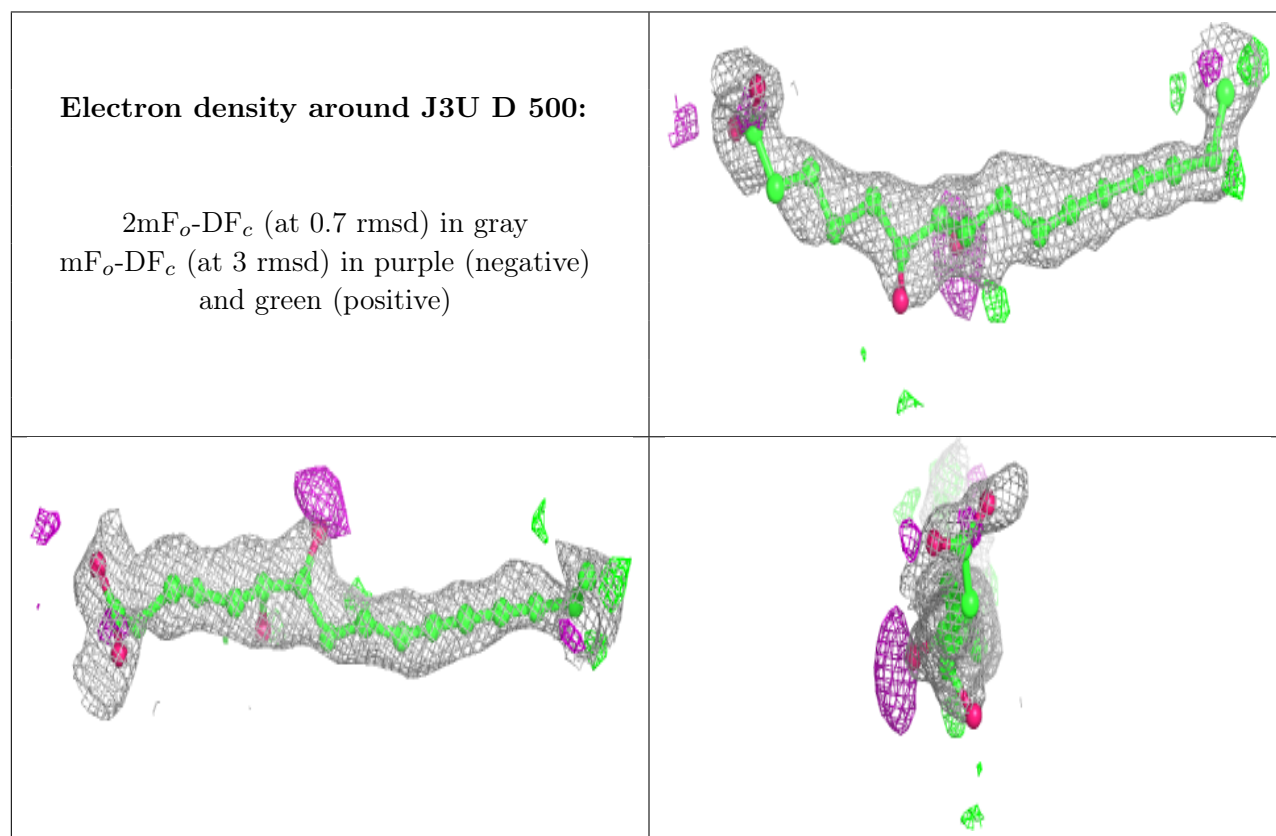 Electron density around J3U D 500:
2mFₒ-DF𝑐 (at 0.7 rmsd) in gray
mFₒ-DF𝑐 (at 3 rmsd) in purple (negative)
and green (positive)